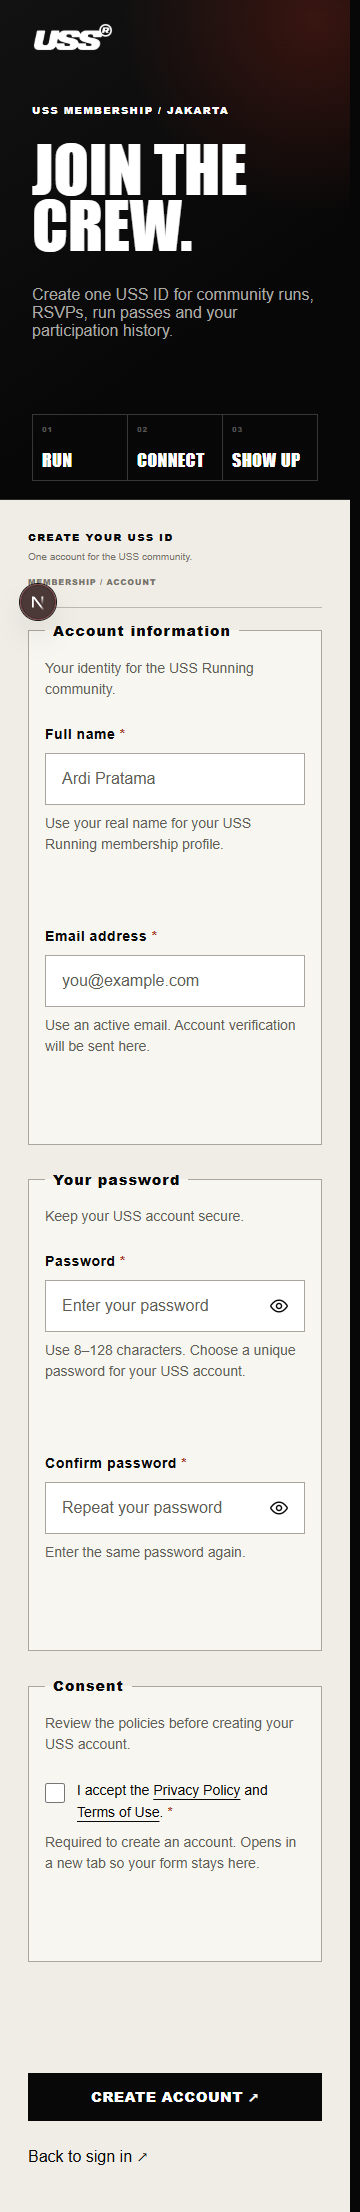 USS®
USS MEMBERSHIP / JAKARTA
JOIN THE
CREW.
Create one USS ID for community runs,
RSVPs, run passes and your
participation history.
01
02
03
RUN
CONNECT
SHOW UP
CREATE YOUR USS ID
One account for the USS community.
MEMBERSHIP / ACCOUNT
N
Account information
Your identity for the USS Running
community.
Full name *
Ardi Pratama
Use your real name for your USS
Running membership profile.
Email address *
you@example.com
Use an active email. Account verification
will be sent here.
Your password
Keep your USS account secure.
Password *
Enter your password
Use 8–128 characters. Choose a unique
password for your USS account.
Confirm password *
Repeat your password
Enter the same password again.
Consent
Review the policies before creating your
USS account.
I accept the Privacy Policy and
Terms of Use. *
Required to create an account. Opens in
a new tab so your form stays here.
CREATE ACCOUNT ↗
Back to sign in ↗